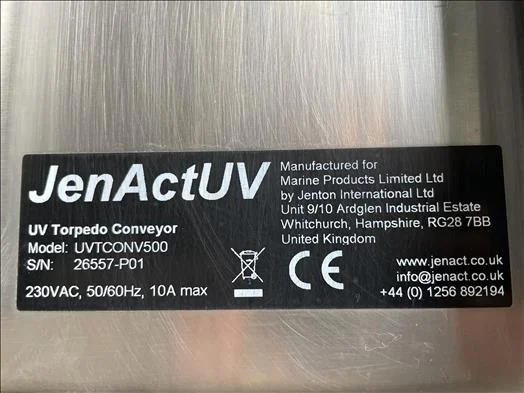 JenActUV
UV Torpedo Conveyor
Model: UVTCONV500
S/N: 26557-P01
230VAC, 50/60Hz, 10A max
Manufactured for
Marine Products Limited Ltd
by Jenton International Ltd
Unit 9/10 Ardglen Industrial Estate
Whitchurch, Hampshire, RG28 7BB
United Kingdom
CE
www.jenact.co.uk
info@jenact.co.uk
+44 (0) 1256 892194